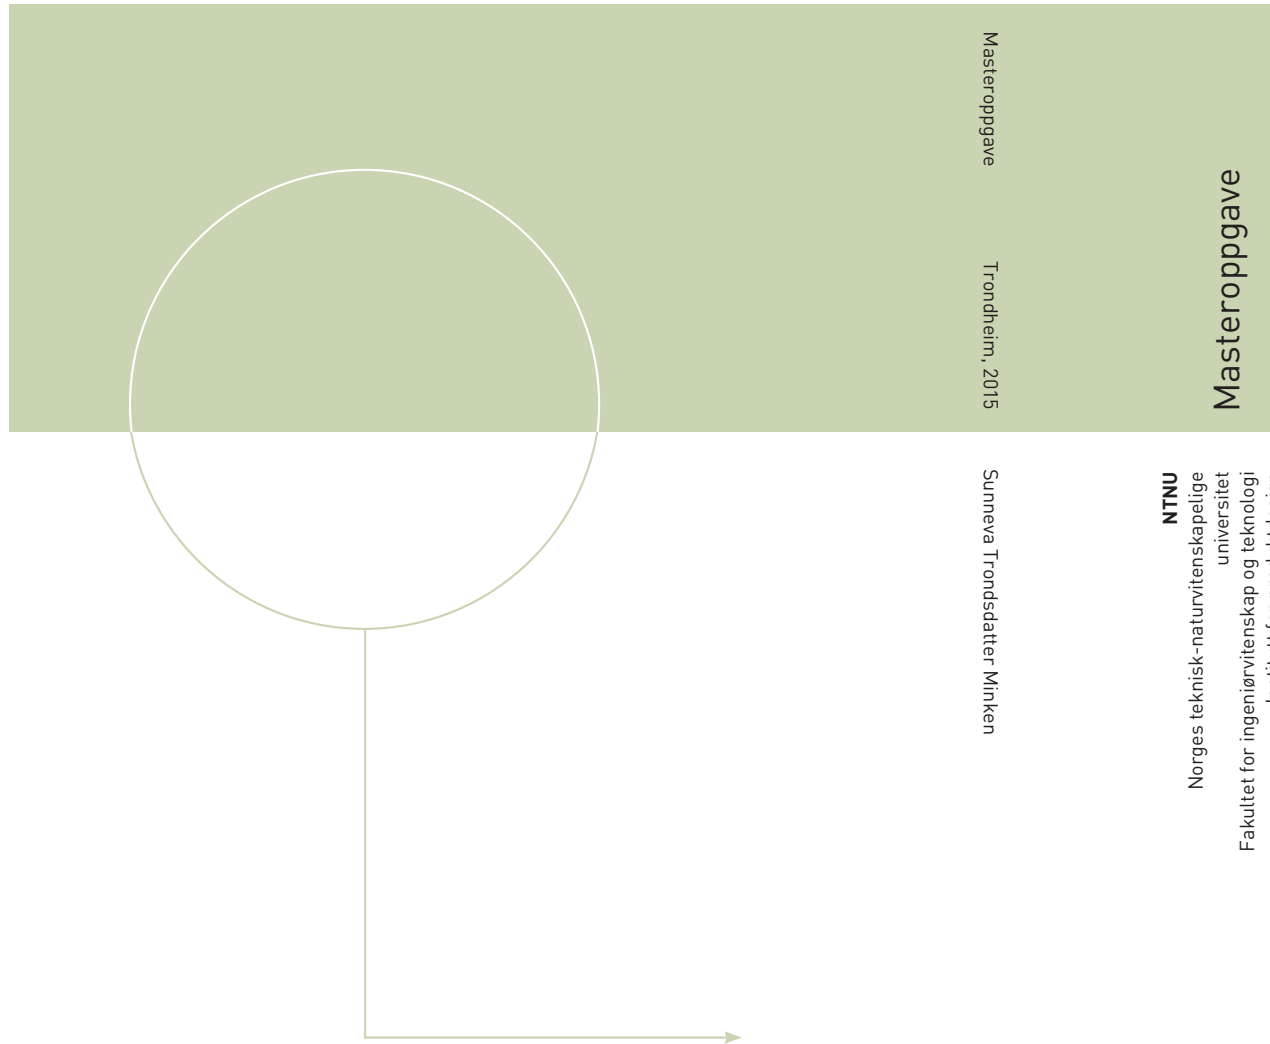 Masteroppgave
Trondheim, 2015
Sunneva Trondsdatter Minken
Masteroppgave
NTNU
Norges teknisk-naturvitenskapelige
universitet
Fakultet for ingeniørvitenskap og teknologi